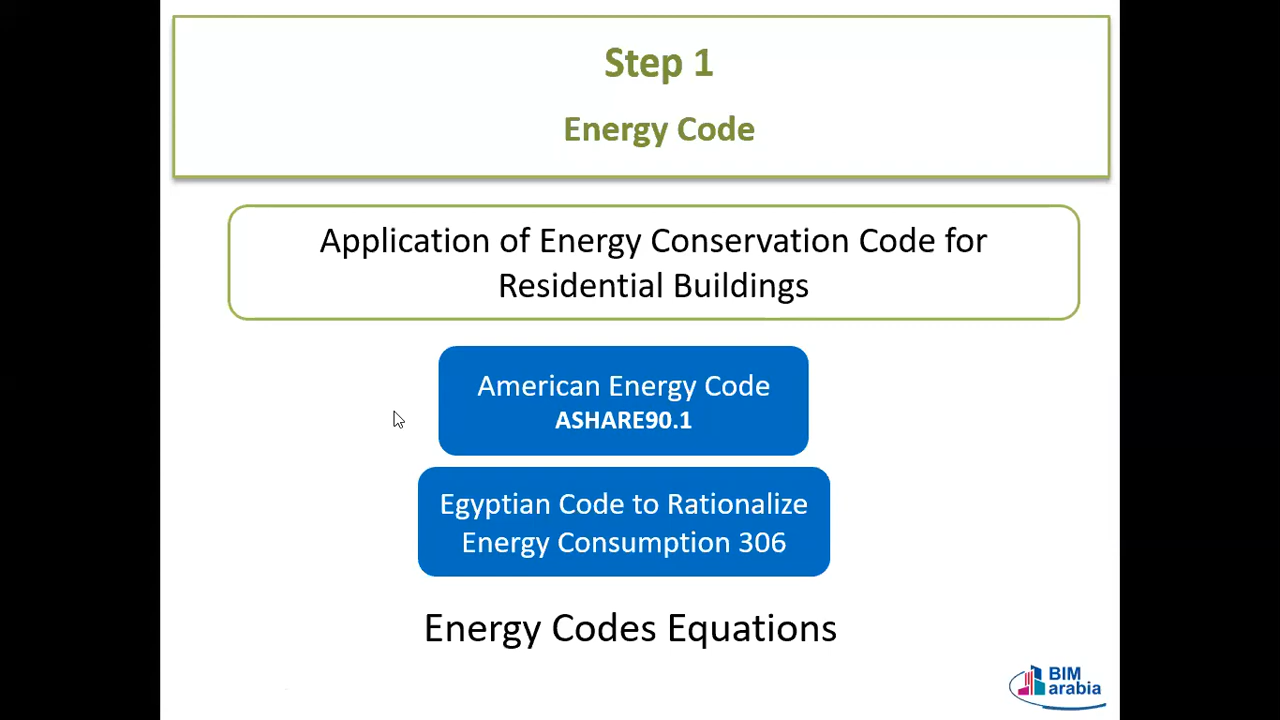 Step 1
Energy Code
Application of Energy Conservation Code for
Residential Buildings
American Energy Code
ASHARE90.1
Egyptian Code to Rationalize
Energy Consumption 306
Energy Codes Equations
BIM
arabia